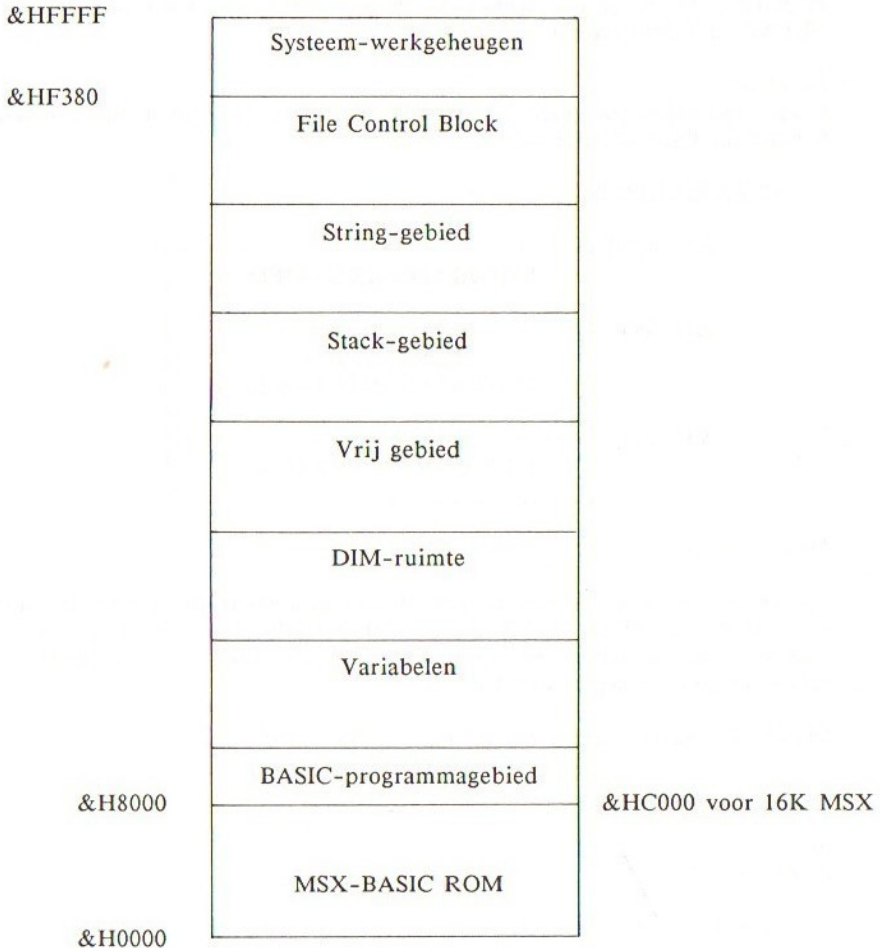 &HFFFF
Systeem-werkgeheugen
&HF380
File Control Block
String-gebied
Stack-gebied
Vrij gebied
DIM-ruimte
Variabelen
BASIC-programmagebied
&H8000
&HC000 voor 16K MSX
MSX-BASIC ROM
&H0000